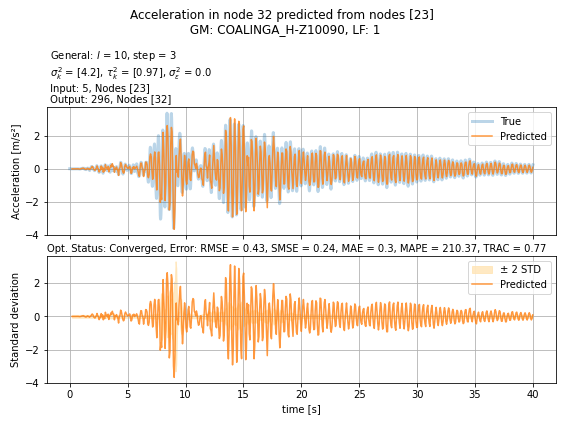 Acceleration in node 32 predicted from nodes [23]
GM: COALINGA_H-Z10090, LF: 1
General: l = 10, step = 3
σ²ₖ = [4.2], τ²ₖ = [0.97], σ²ε = 0.0
Input: 5, Nodes [23]
Output: 296, Nodes [32]
Acceleration [m/s²]
2
0
−2
−4
True
Predicted
Opt. Status: Converged, Error: RMSE = 0.43, SMSE = 0.24, MAE = 0.3, MAPE = 210.37, TRAC = 0.77
Standard deviation
2
0
−2
−4
± 2 STD
Predicted
0 5 10 15 20 25 30 35 40
time [s]